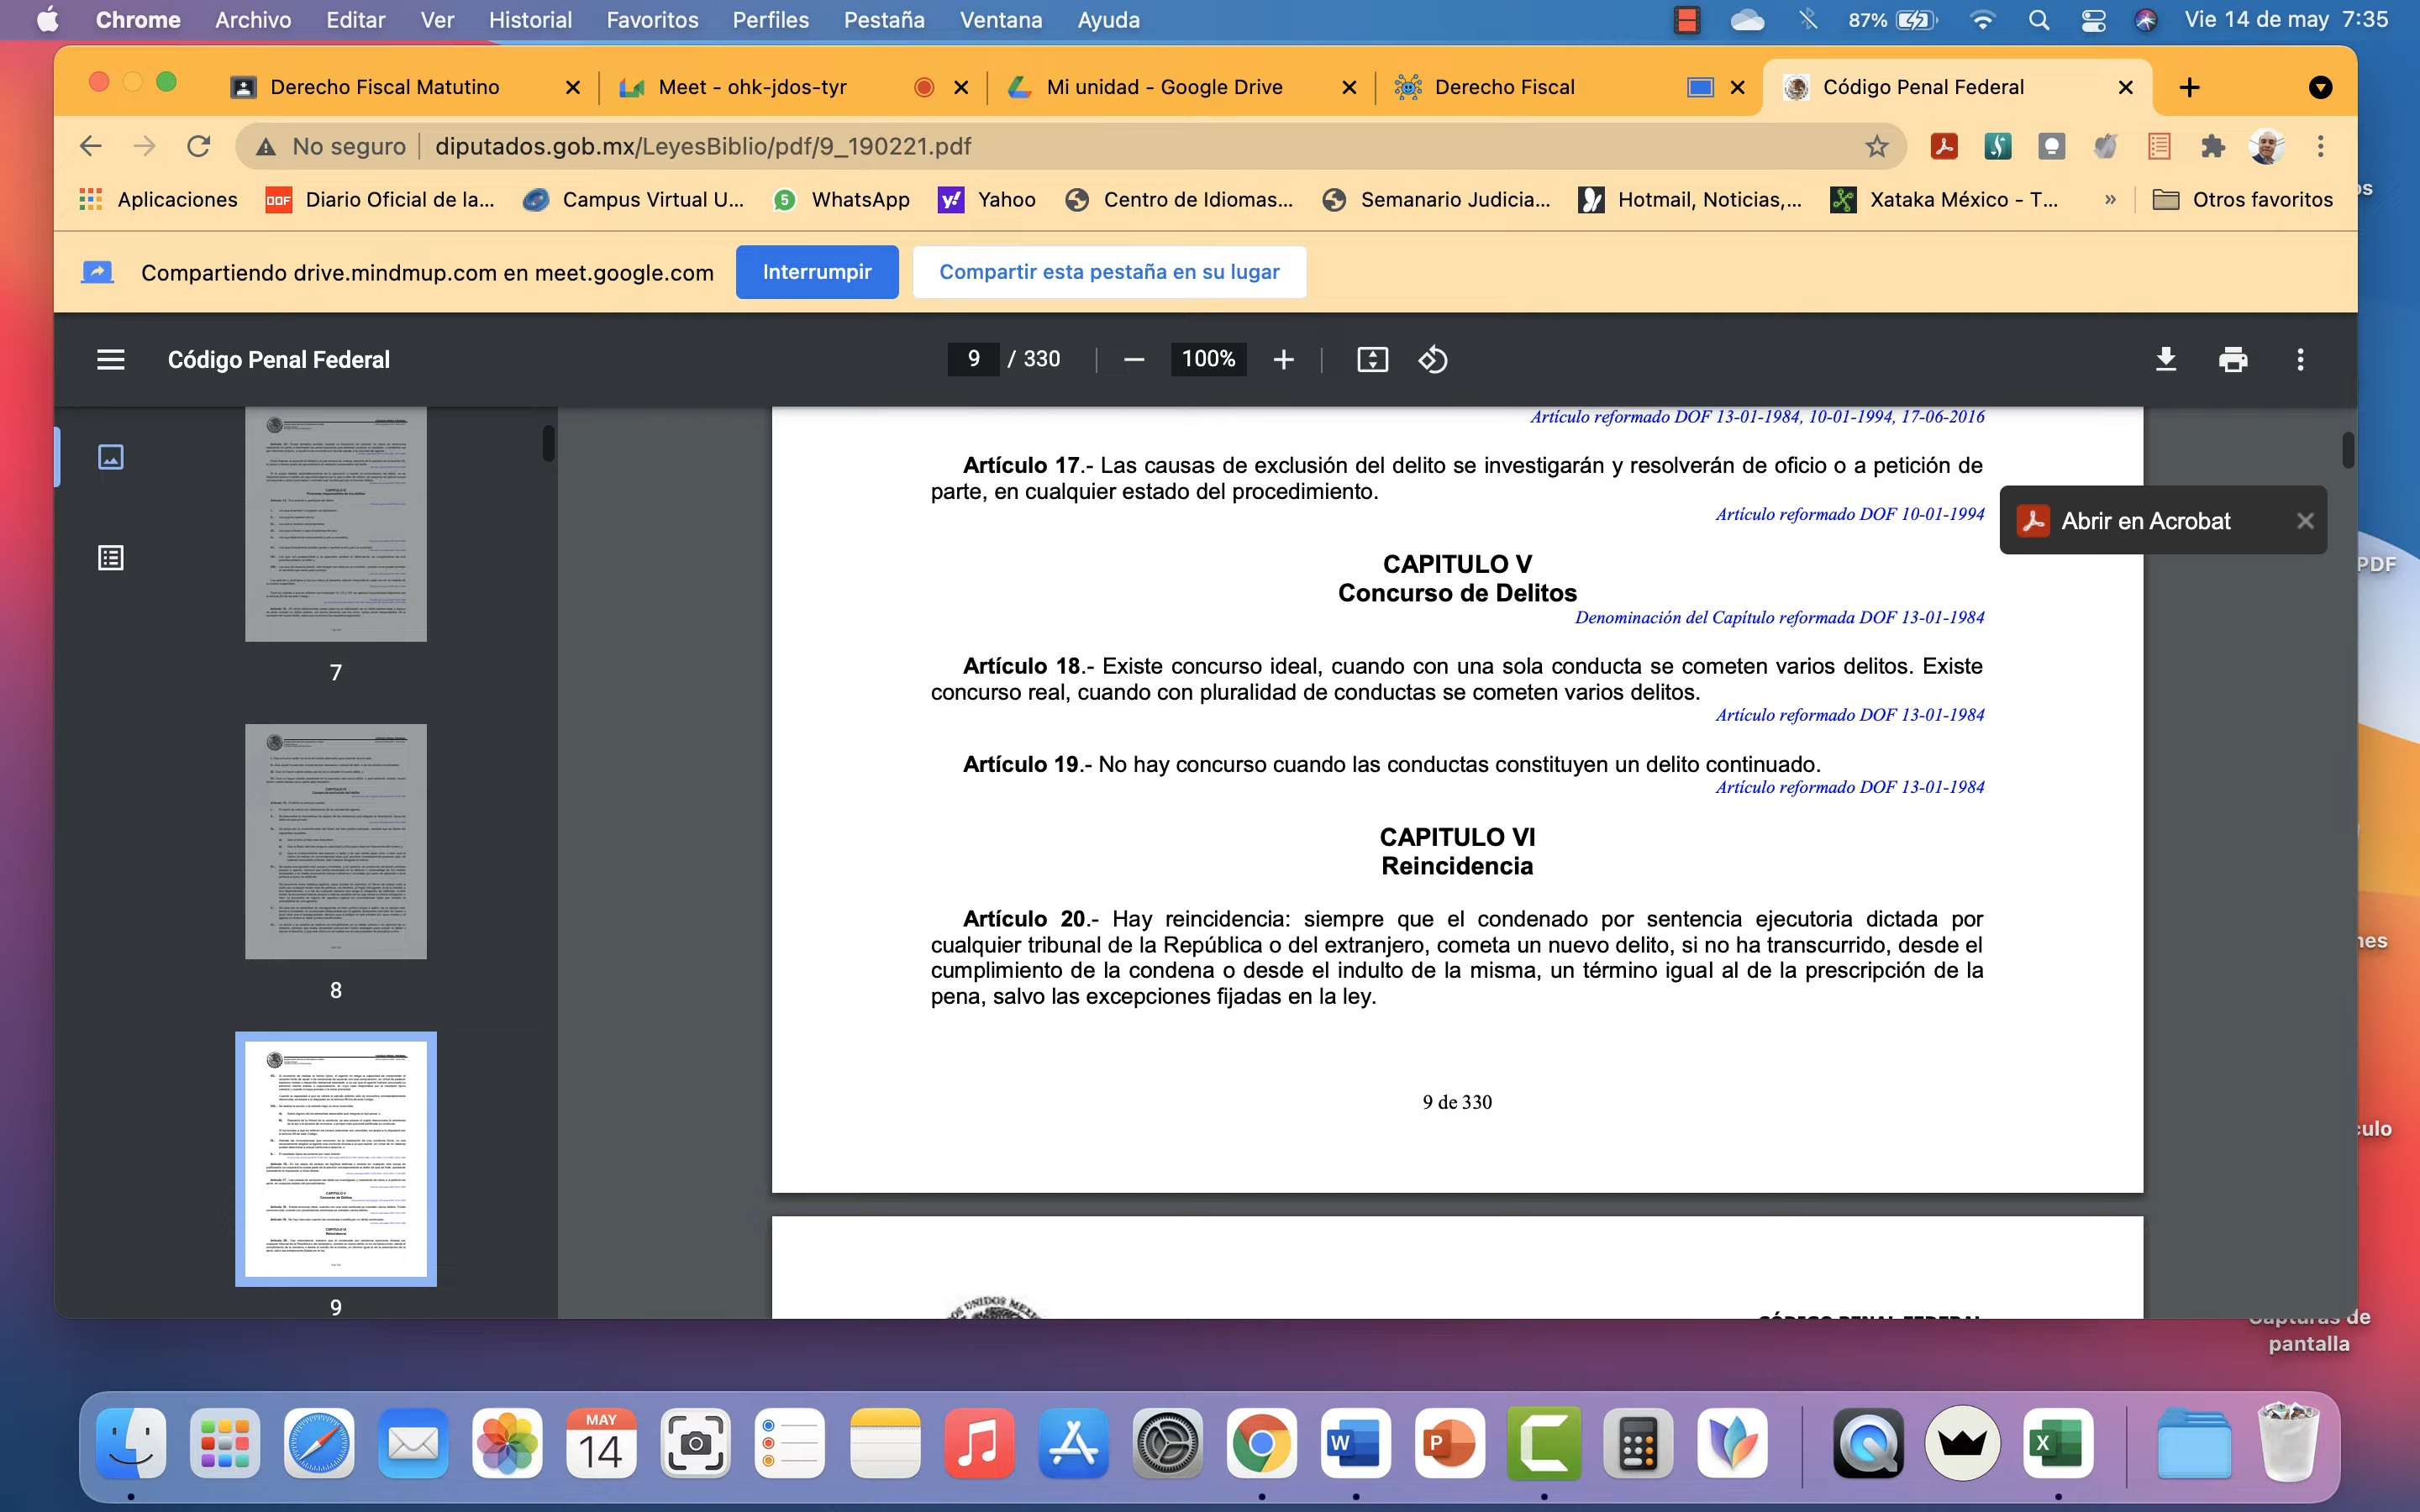 Chrome Archivo Editar Ver Historial Favoritos Perfiles Pestaña Ventana Ayuda 87% Vie 14 de may 7:35
Derecho Fiscal Matutino Meet - ohk-jdos-tyr Mi unidad - Google Drive Derecho Fiscal Código Penal Federal
No seguro diputados.gob.mx/LeyesBiblio/pdf/9_190221.pdf
Aplicaciones DOF Diario Oficial de la... Campus Virtual U... 5 WhatsApp Yahoo Centro de Idiomas... Semanario Judicia... Hotmail, Noticias,... Xataka México - T... » Otros favoritos
Compartiendo drive.mindmup.com en meet.google.com Interrumpir Compartir esta pestaña en su lugar
Código Penal Federal 9 / 330 100%
Artículo reformado DOF 13-01-1984, 10-01-1994, 17-06-2016
Artículo 17.- Las causas de exclusión del delito se investigarán y resolverán de oficio o a petición de
parte, en cualquier estado del procedimiento.
Artículo reformado DOF 10-01-1994
Abrir en Acrobat
CAPITULO V
Concurso de Delitos
Denominación del Capítulo reformada DOF 13-01-1984
Artículo 18.- Existe concurso ideal, cuando con una sola conducta se cometen varios delitos. Existe
concurso real, cuando con pluralidad de conductas se cometen varios delitos.
Artículo reformado DOF 13-01-1984
Artículo 19.- No hay concurso cuando las conductas constituyen un delito continuado.
Artículo reformado DOF 13-01-1984
CAPITULO VI
Reincidencia
Artículo 20.- Hay reincidencia: siempre que el condenado por sentencia ejecutoria dictada por
cualquier tribunal de la República o del extranjero, cometa un nuevo delito, si no ha transcurrido, desde el
cumplimiento de la condena o desde el indulto de la misma, un término igual al de la prescripción de la
pena, salvo las excepciones fijadas en la ley.
9 de 330
7
8
9
CÓDIGO PENAL FEDERAL
PDF
Capturas de
pantalla
MAY
14